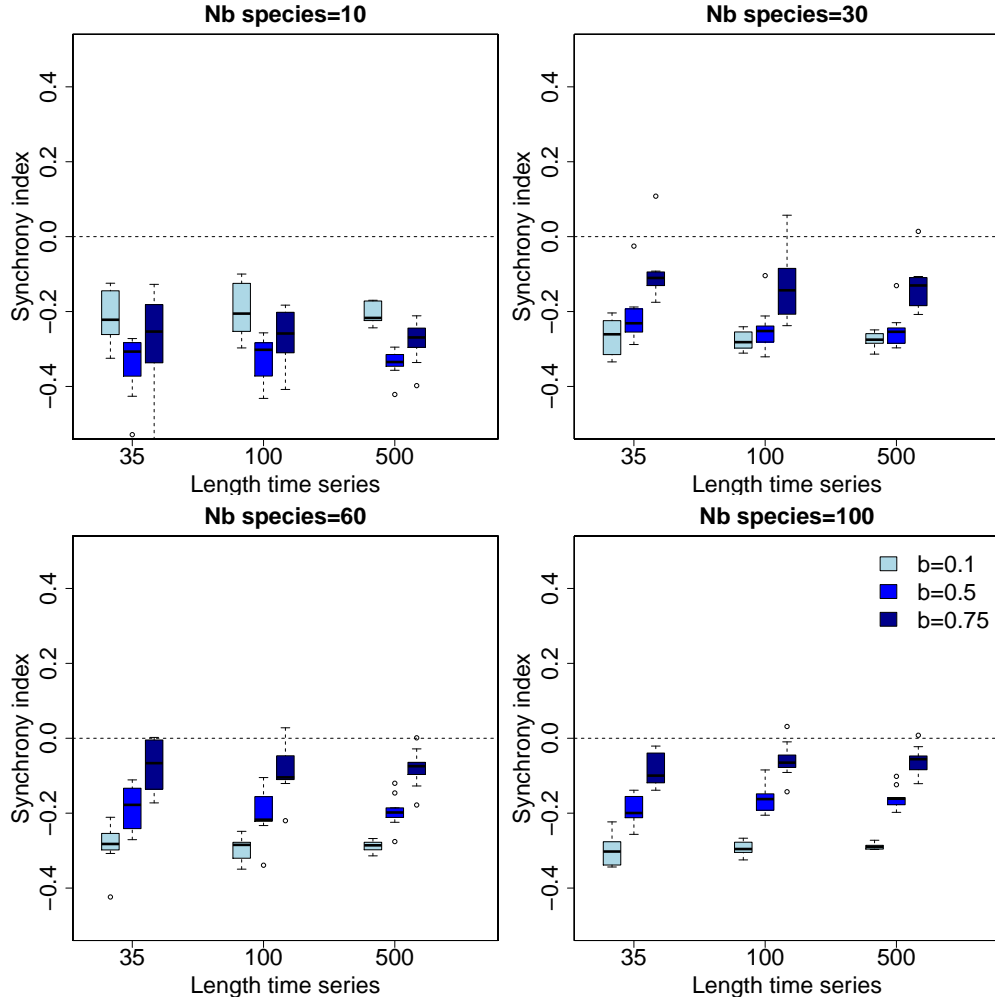 Nb species=10
Synchrony index
0.4
0.2
0.0
−0.2
−0.4
35 100 500
Length time series
Nb species=30
Synchrony index
0.4
0.2
0.0
−0.2
−0.4
35 100 500
Length time series
Nb species=60
Synchrony index
0.4
0.2
0.0
−0.2
−0.4
35 100 500
Length time series
Nb species=100
b=0.1
b=0.5
b=0.75
Synchrony index
0.4
0.2
0.0
−0.2
−0.4
35 100 500
Length time series